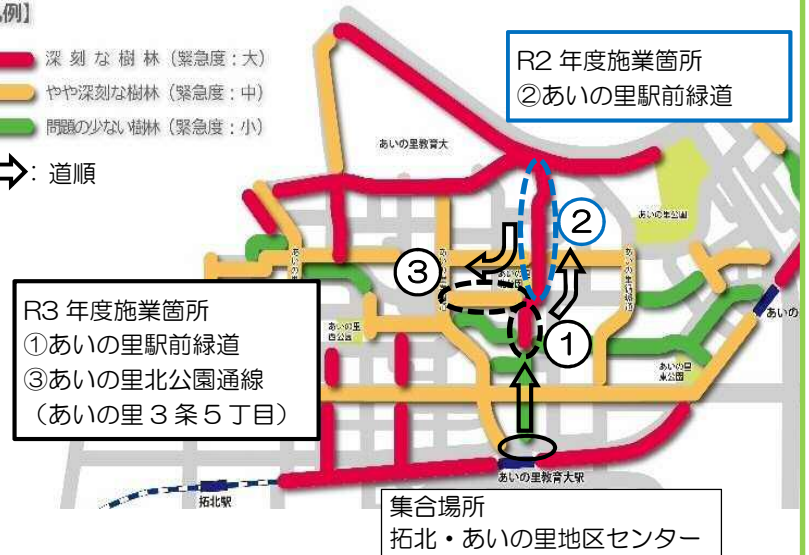 例】
深刻な樹林（緊急度：大）
やや深刻な樹林（緊急度：中）
問題の少ない樹林（緊急度：小）
：道順
R2 年度施業箇所
②あいの里駅前緑道
あいの里教育大
あいの里公園
②
③
①
R3 年度施業箇所
①あいの里駅前緑道
③あいの里北公園通線
（あいの里３条５丁目）
あいの里
西公園
あいの里
東公園
あいの
あいの里教育大駅
拓北駅
集合場所
拓北・あいの里地区センター